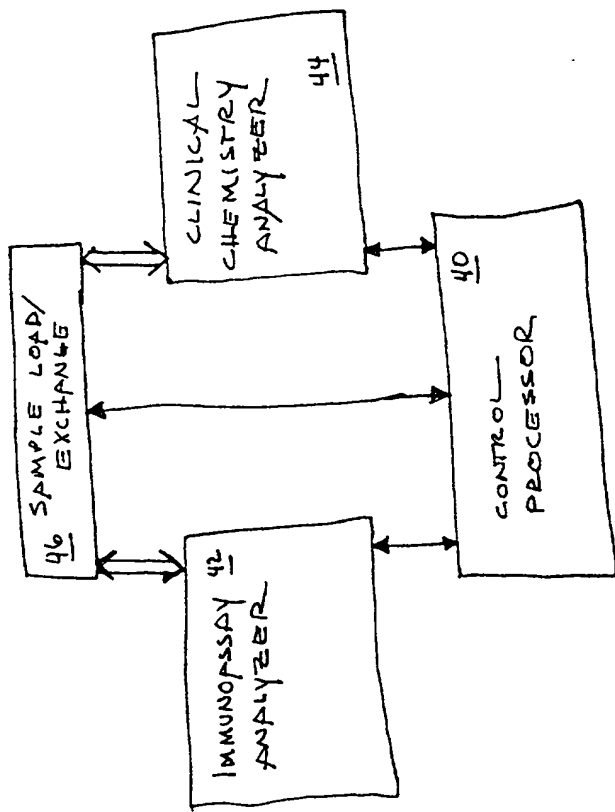 46 SAMPLE LOAD/
EXCHANGE
IMMUNOASSAY
ANALYZER
42
CLINICAL
CHEMISTRY
ANALYZER
44
40
CONTROL
PROCESSOR